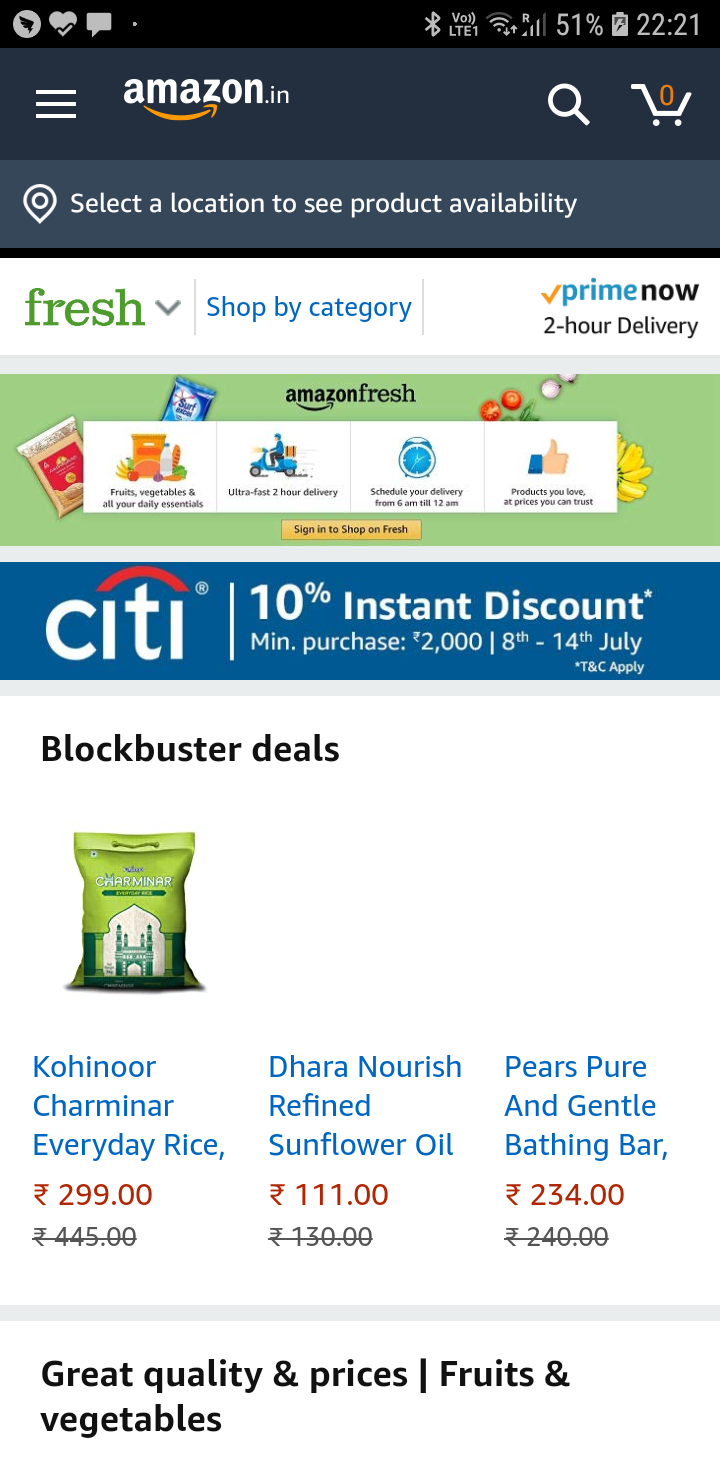 Vo))
LTE1
R
51%
22:21
amazon.in
0
Select a location to see product availability
fresh
Shop by category
primenow
2-hour Delivery
amazonfresh
Surf
excel
Fruits, vegetables &
all your daily essentials
Ultra-fast 2 hour delivery
Schedule your delivery
from 6 am till 12 am
Products you love,
at prices you can trust
Sign in to Shop on Fresh
citi®
10% Instant Discount*
Min. purchase: ₹2,000 | 8th - 14th July
*T&C Apply
Blockbuster deals
CHARMINAR
EVERYDAY RICE
Kohinoor
Charminar
Everyday Rice,
₹ 299.00
₹ 445.00
Dhara Nourish
Refined
Sunflower Oil
₹ 111.00
₹ 130.00
Pears Pure
And Gentle
Bathing Bar,
₹ 234.00
₹ 240.00
Great quality & prices | Fruits &
vegetables